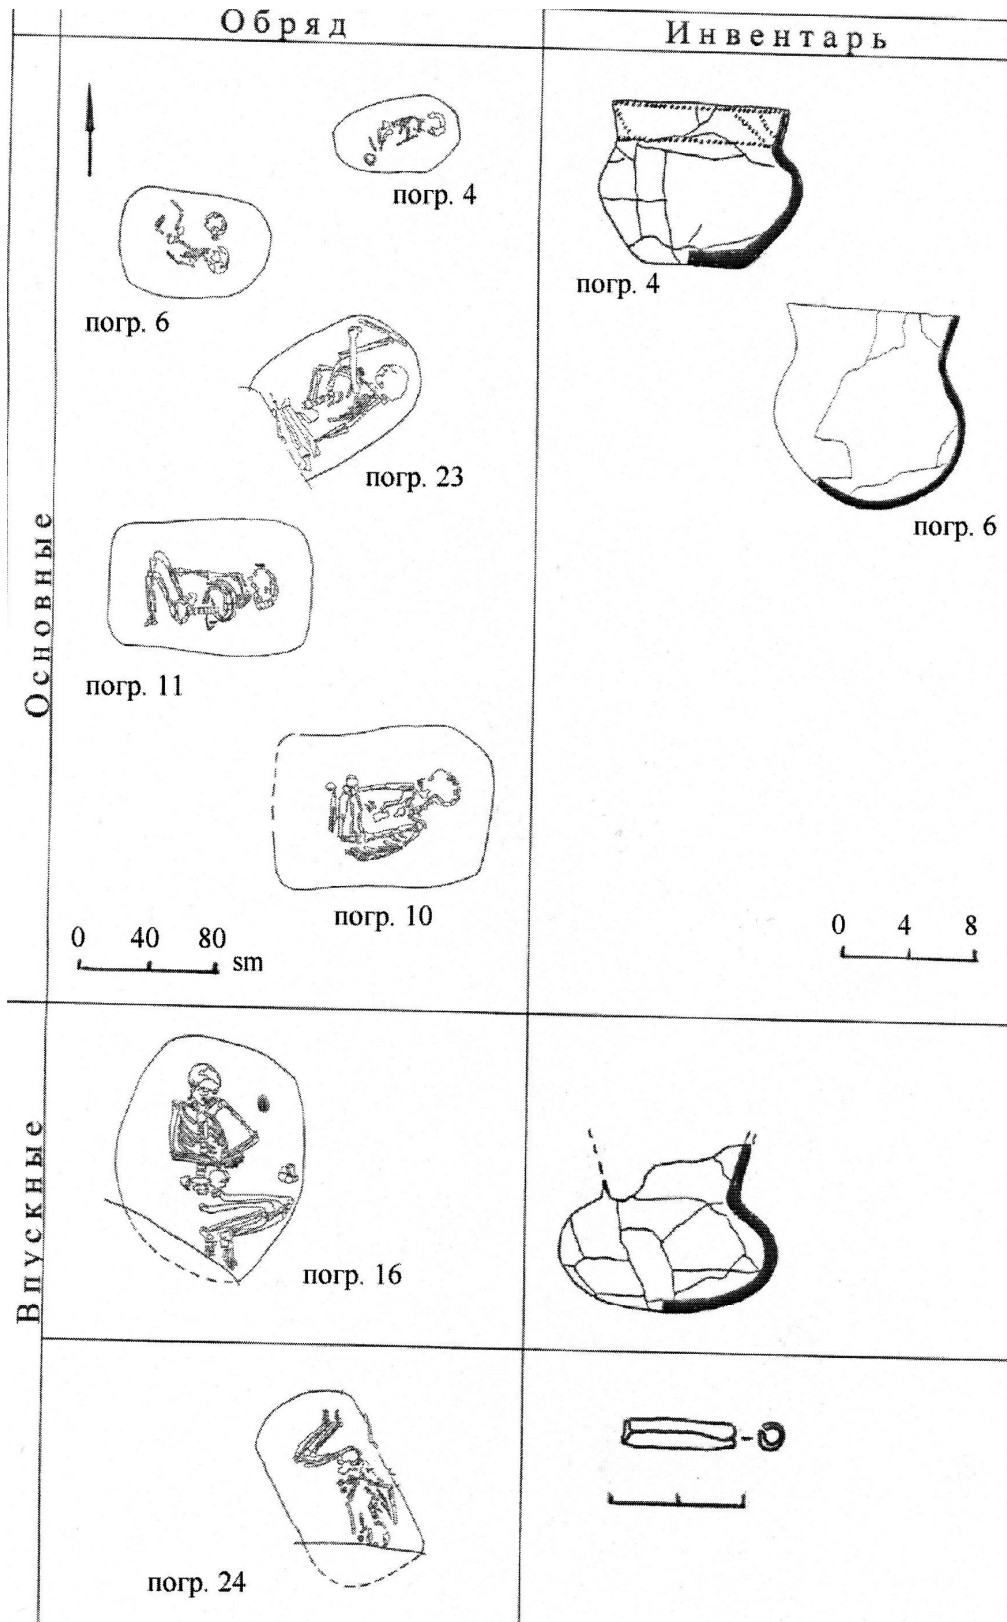 Обряд
Инвентарь
Основные
погр. 4
погр. 6
погр. 23
погр. 11
погр. 10
0 40 80 sm
погр. 4
погр. 6
0 4 8
Впускные
погр. 16
погр. 24